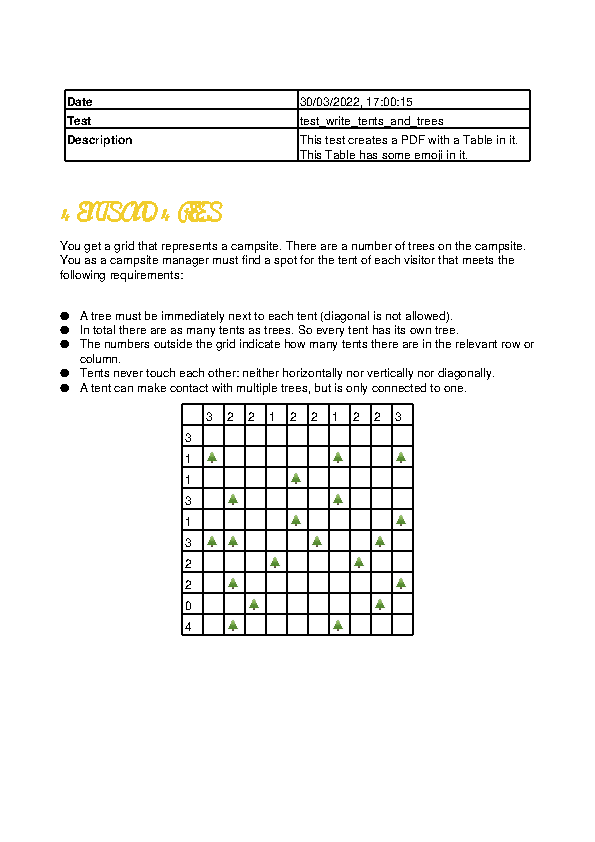 Date 30/03/2022, 17:00:15
Test test_write_tents_and_trees
Description This test creates a PDF with a Table in it.
This Table has some emoji in it.
TENTS AND TREES
You get a grid that represents a campsite. There are a number of trees on the campsite.
You as a campsite manager must find a spot for the tent of each visitor that meets the
following requirements:
● A tree must be immediately next to each tent (diagonal is not allowed).
● In total there are as many tents as trees. So every tent has its own tree.
● The numbers outside the grid indicate how many tents there are in the relevant row or
column.
● Tents never touch each other: neither horizontally nor vertically nor diagonally.
● A tent can make contact with multiple trees, but is only connected to one.
3 2 2 1 2 2 1 2 2 3
3
1
1
3
1
3
2
2
0
4